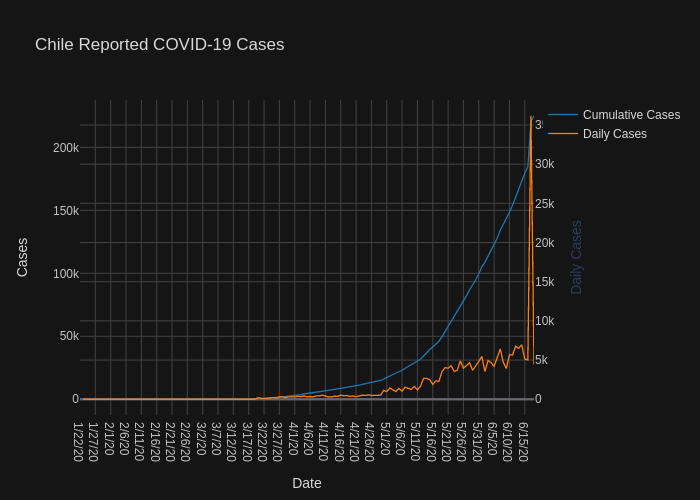 Chile Reported COVID-19 Cases
Cumulative Cases
Daily Cases
200k
150k
100k
50k
0
Cases
35
30k
25k
20k
15k
10k
5k
0
Daily Cases
1/22/20
1/27/20
2/1/20
2/6/20
2/11/20
2/16/20
2/21/20
2/26/20
3/2/20
3/7/20
3/12/20
3/17/20
3/22/20
3/27/20
4/1/20
4/6/20
4/11/20
4/16/20
4/21/20
4/26/20
5/1/20
5/6/20
5/11/20
5/16/20
5/21/20
5/26/20
5/31/20
6/5/20
6/10/20
6/15/20
Date